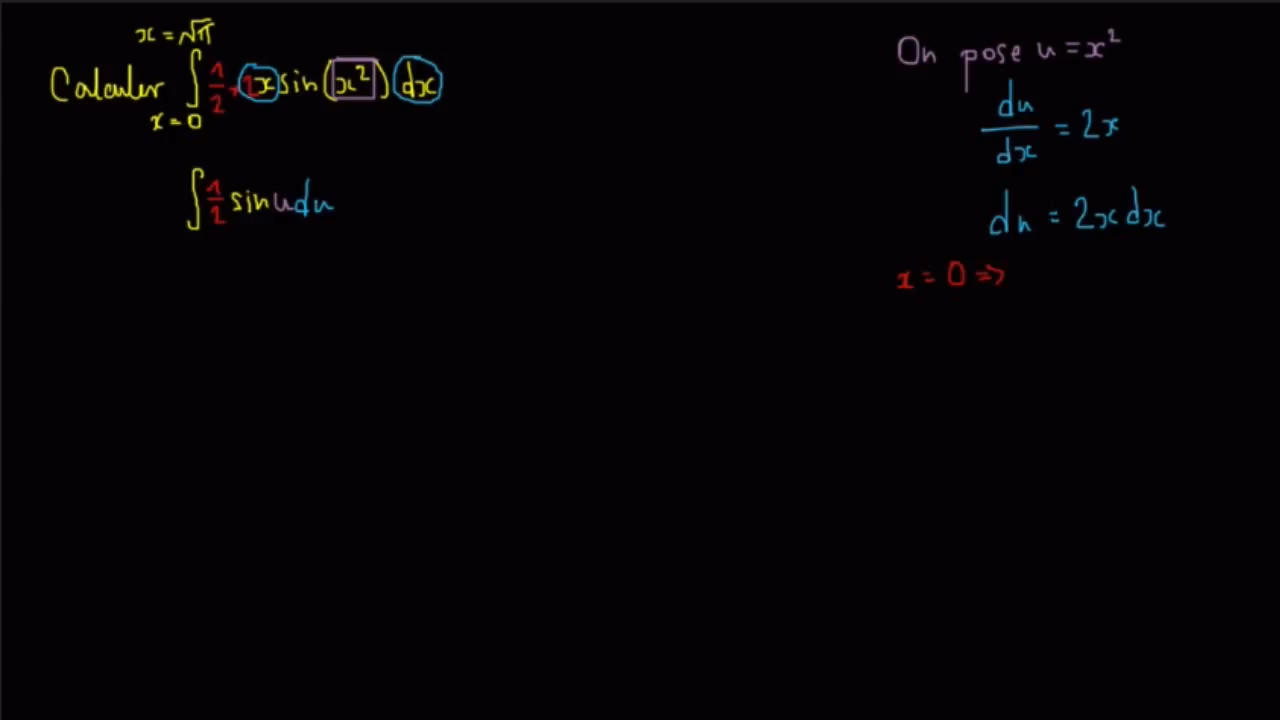 x = √π
Calculer ∫ 1/2 · 2x sin(x²) dx
x = 0
∫ 1/2 sin u du
On pose u = x²
du/dx = 2x
du = 2x dx
x = 0 ⇒